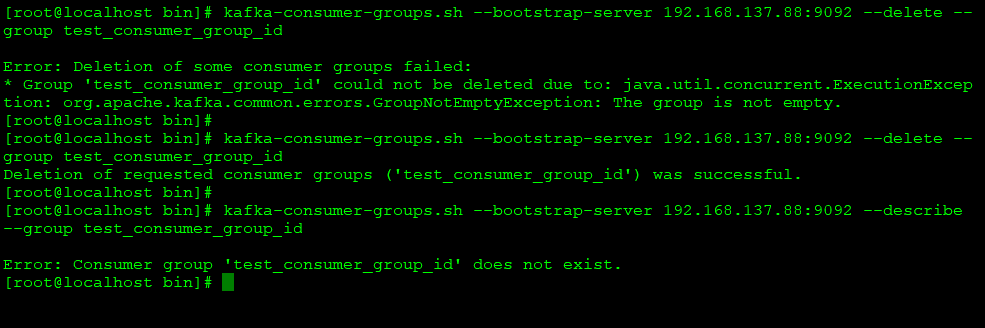 [root@localhost bin]# kafka-consumer-groups.sh --bootstrap-server 192.168.137.88:9092 --delete --
group test_consumer_group_id
Error: Deletion of some consumer groups failed:
* Group 'test_consumer_group_id' could not be deleted due to: java.util.concurrent.ExecutionExcep
tion: org.apache.kafka.common.errors.GroupNotEmptyException: The group is not empty.
[root@localhost bin]#
[root@localhost bin]# kafka-consumer-groups.sh --bootstrap-server 192.168.137.88:9092 --delete --
group test_consumer_group_id
Deletion of requested consumer groups ('test_consumer_group_id') was successful.
[root@localhost bin]#
[root@localhost bin]# kafka-consumer-groups.sh --bootstrap-server 192.168.137.88:9092 --describe
--group test_consumer_group_id
Error: Consumer group 'test_consumer_group_id' does not exist.
[root@localhost bin]#